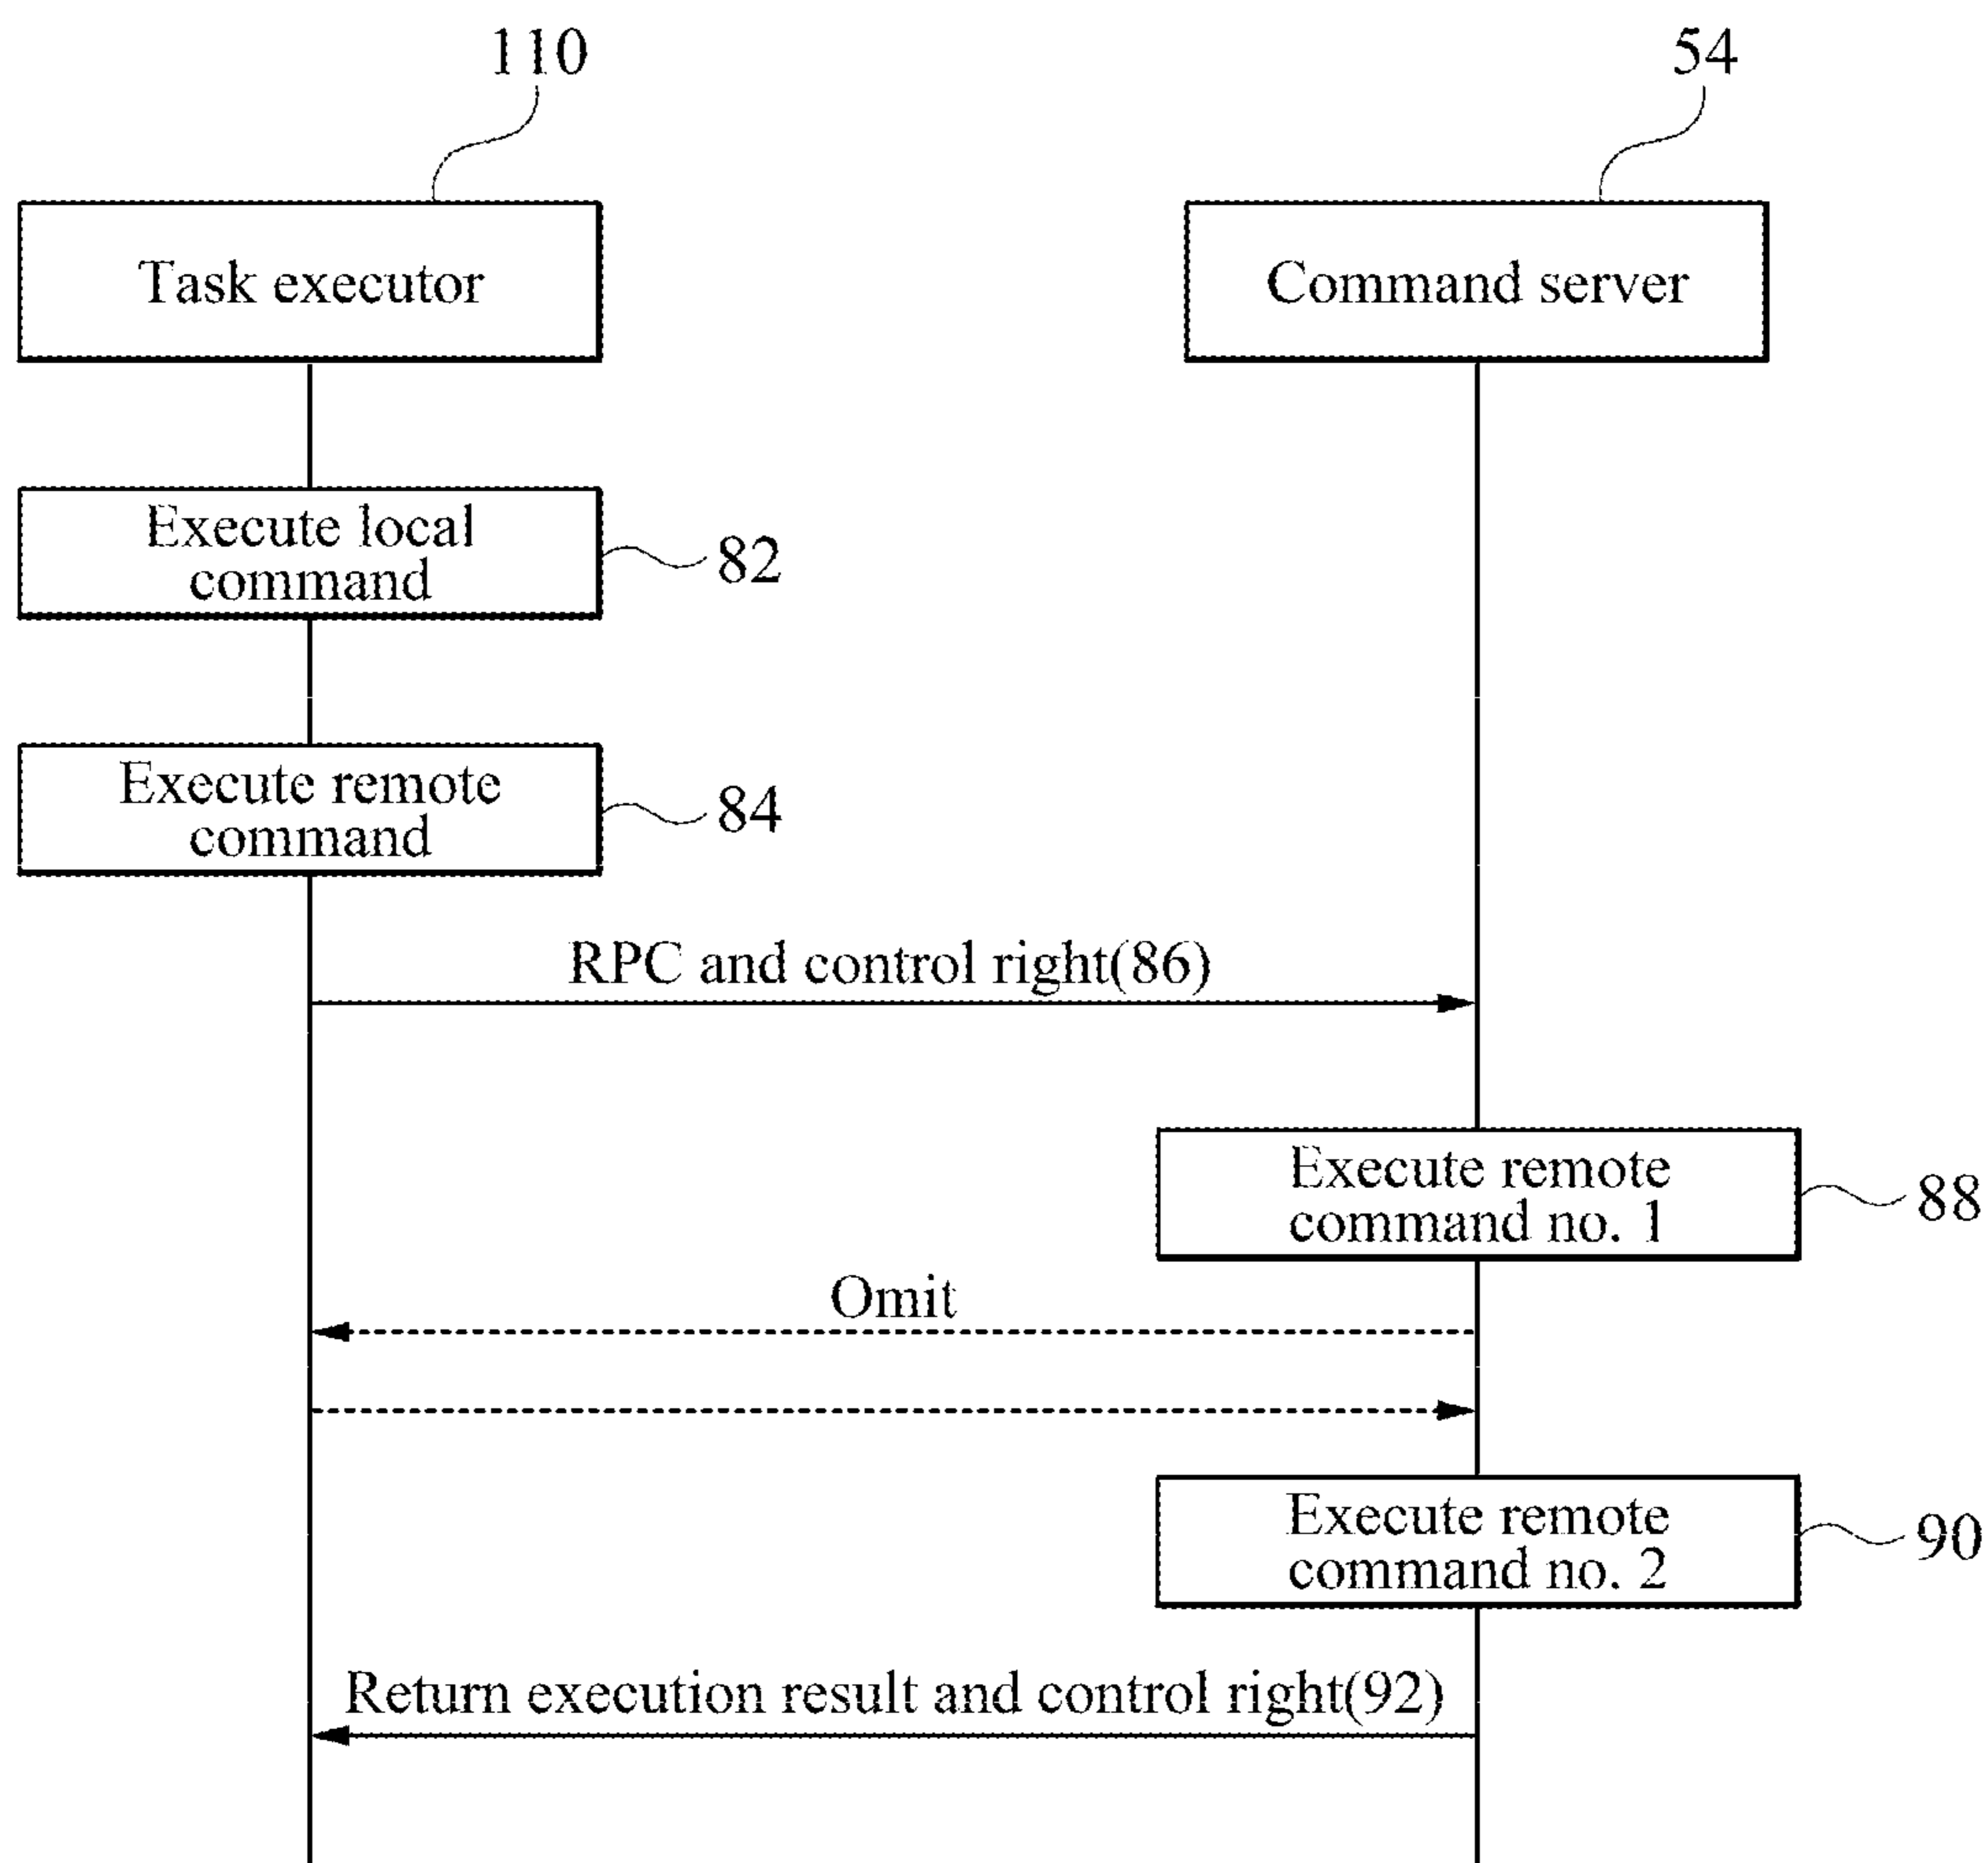 110
54
Task executor
Command server
Execute local
command
82
Execute remote
command
84
RPC and control right(86)
Execute remote
command no. 1
88
Omit
Execute remote
command no. 2
90
Return execution result and control right(92)